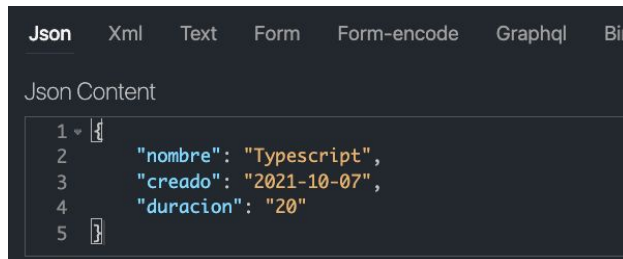 Json Xml Text Form Form-encode Graphql Bi
Json Content
1 {
2 "nombre": "Typescript",
3 "creado": "2021-10-07",
4 "duracion": "20"
5 }